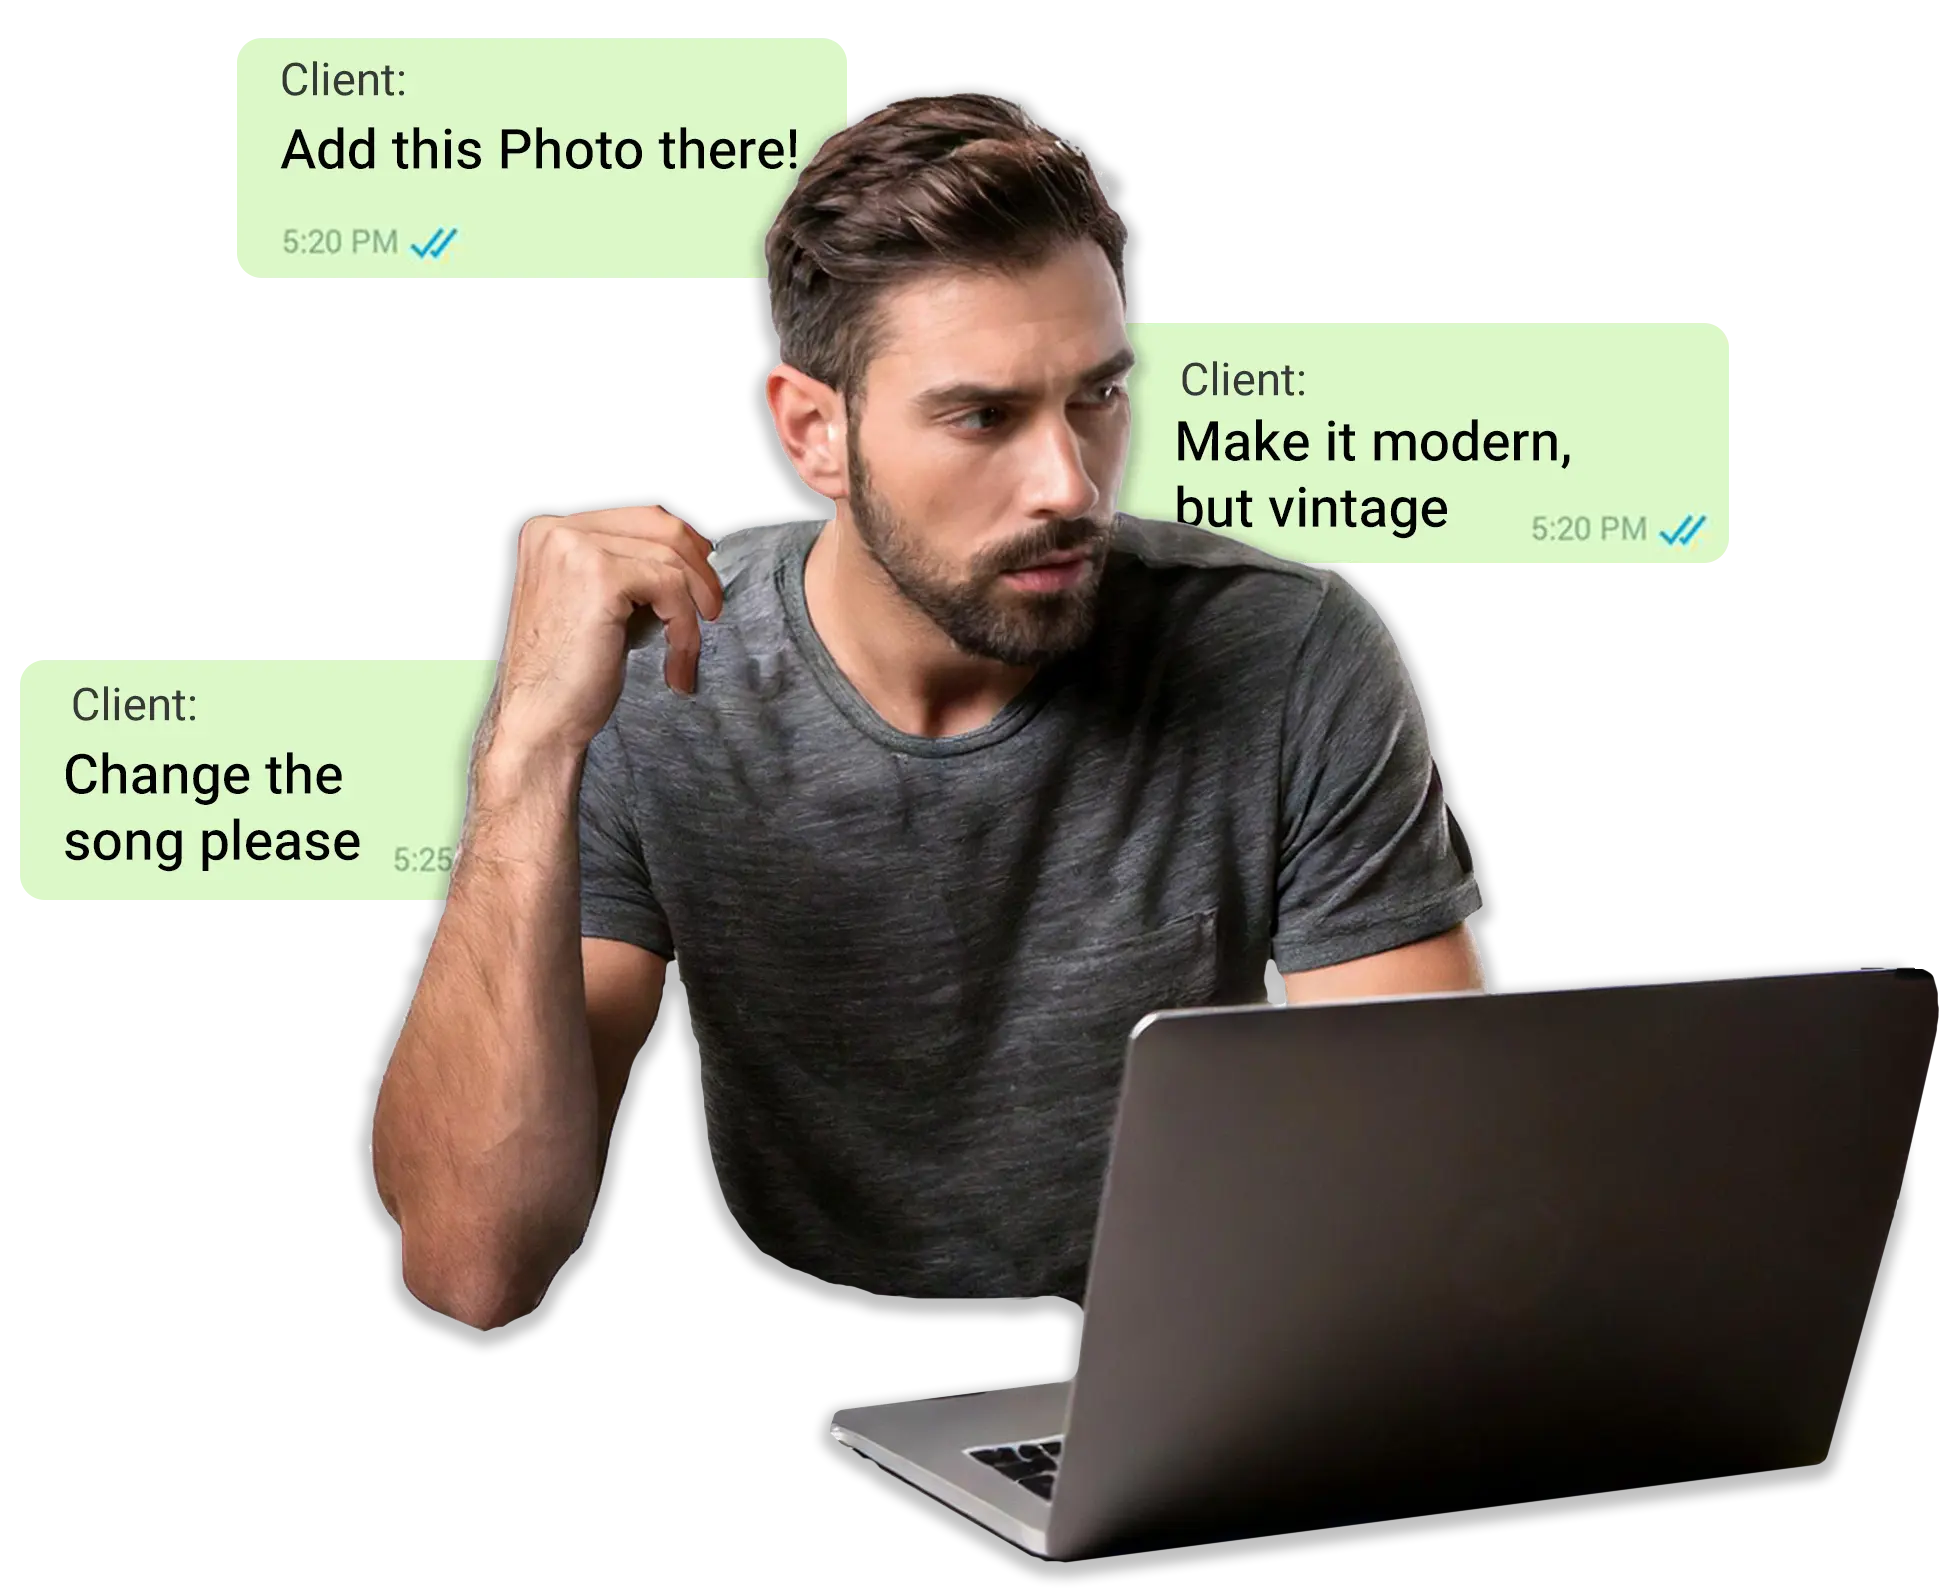 Client:
Add this Photo there!
5:20 PM
Client:
Make it modern,
but vintage
5:20 PM
Client:
Change the
song please
5:25